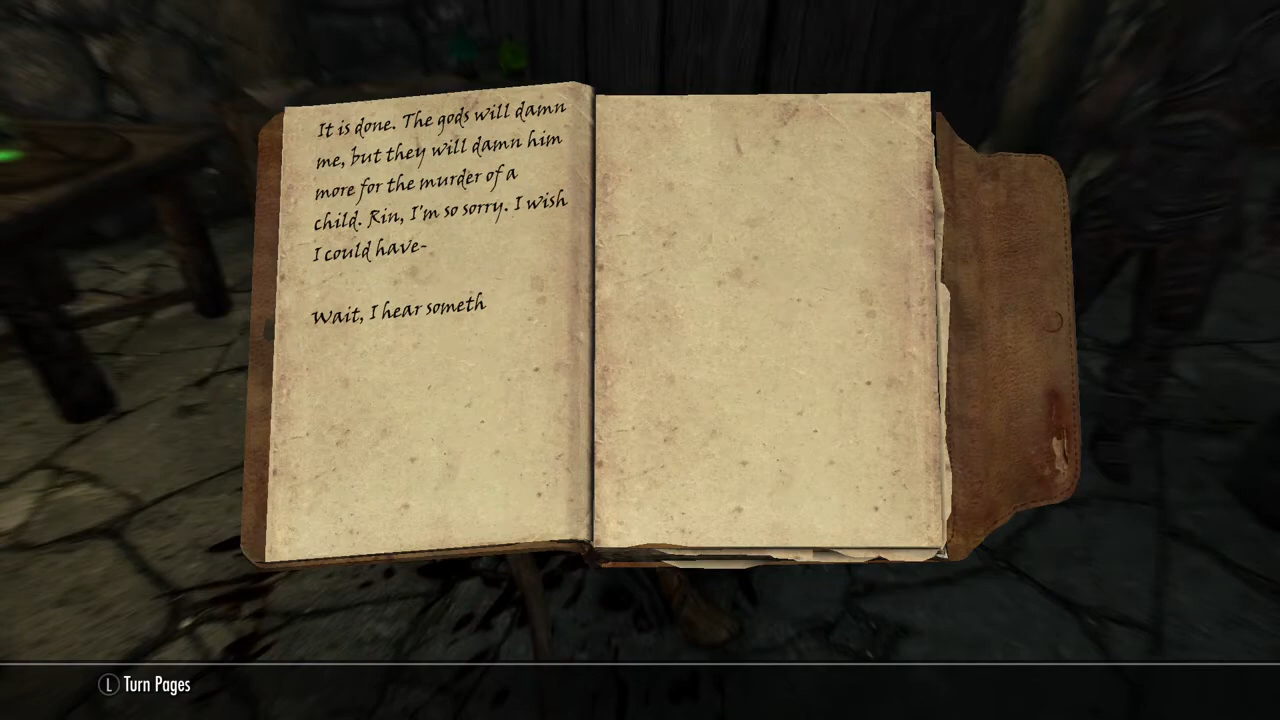 It is done. The gods will damn
me, but they will damn him
more for the murder of a
child. Rin, I'm so sorry. I wish
I could have-
Wait, I hear someth
L Turn Pages